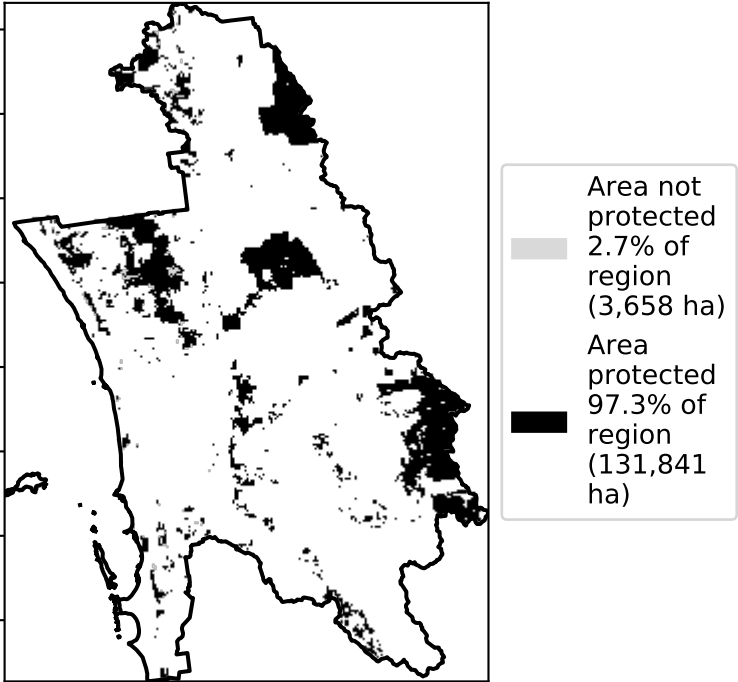 Area not
protected
2.7% of
region
(3,658 ha)
Area
protected
97.3% of
region
(131,841
ha)